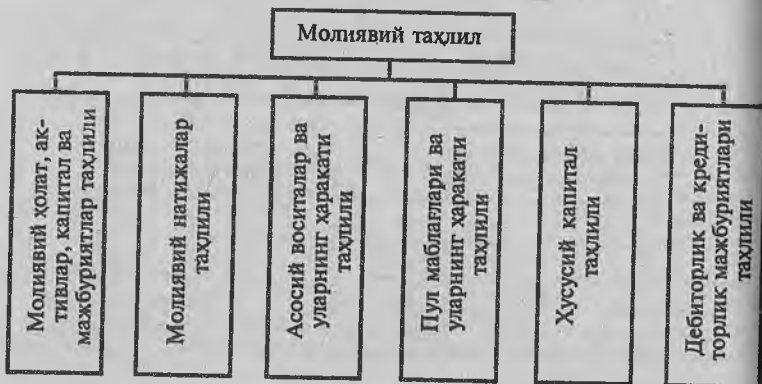 Молиявий таҳлил
Молиявий ҳолат, ак-
тивлар, капитал ва
мажбуриятлар таҳлили
Молиявий натижалар
таҳлили
Асосий воситалар ва
уларнинг ҳаракати
таҳлили
Пул маблағлари ва
уларнинг ҳаракати
таҳлили
Хусусий капитал
таҳлили
Дебиторлик ва креди-
торлик мажбуриятлари
таҳлили